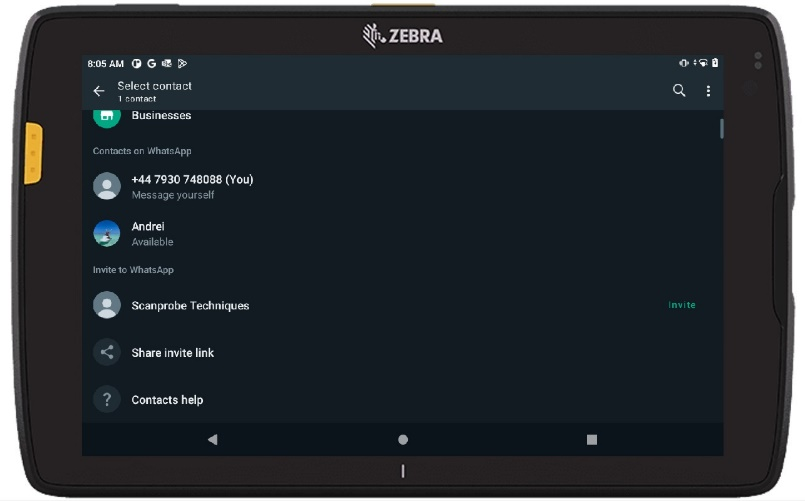 ZEBRA
8:05 AM
Select contact
1 contact
Businesses
Contacts on WhatsApp
+44 7930 748088 (You)
Message yourself
Andrei
Available
Invite to WhatsApp
Scanprobe Techniques
Invite
Share invite link
Contacts help